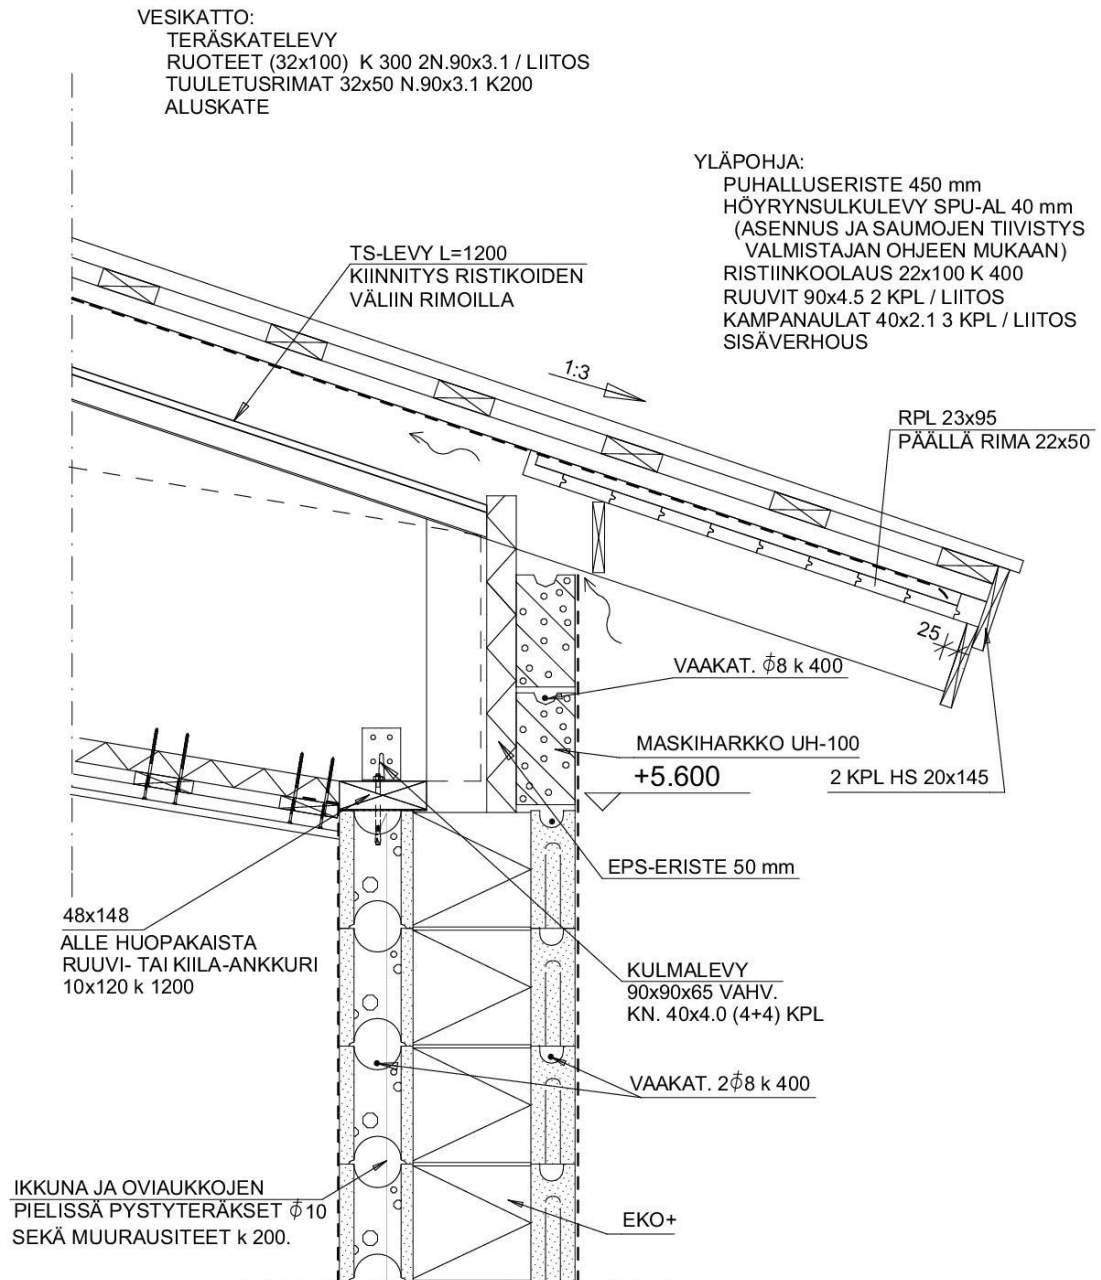 VESIKATTO:
TERÄSKATELEVY
RUOTEET (32x100) K 300 2N.90x3.1 / LIITOS
TUULETUSRIMAT 32x50 N.90x3.1 K200
ALUSKATE
YLÄPOHJA:
PUHALLUSERISTE 450 mm
HÖYRYNSULKULEVY SPU-AL 40 mm
(ASENNUS JA SAUMOJEN TIIVISTYS
VALMISTAJAN OHJEEN MUKAAN)
RISTIINKOOLAUS 22x100 K 400
RUUVIT 90x4.5 2 KPL / LIITOS
KAMPANAULAT 40x2.1 3 KPL / LIITOS
SISÄVERHOUS
TS-LEVY L=1200
KIINNITYS RISTIKOIDEN
VÄLIIN RIMOILLA
1:3
RPL 23x95
PÄÄLLÄ RIMA 22x50
25
VAAKAT. ⌀8 k 400
MASKIHARKKO UH-100
+5.600
2 KPL HS 20x145
EPS-ERISTE 50 mm
48x148
ALLE HUOPAKAISTA
RUUVI- TAI KIILA-ANKKURI
10x120 k 1200
KULMALEVY
90x90x65 VAHV.
KN. 40x4.0 (4+4) KPL
VAAKAT. 2⌀8 k 400
IKKUNA JA OVIAUKKOJEN
PIELISSÄ PYSTYTERÄKSET ⌀10
SEKÄ MUURAUSITEET k 200.
EKO+